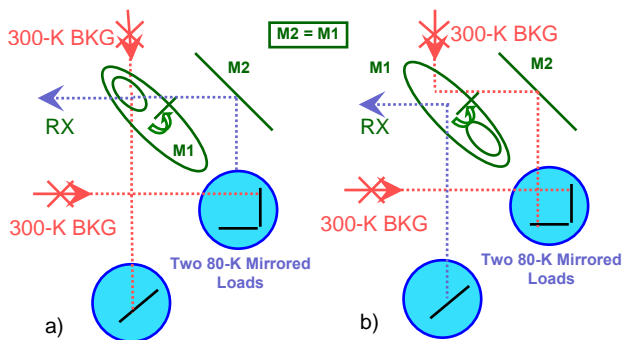 300-K BKG
M2 = M1
M2
RX
M1
300-K BKG
Two 80-K Mirrored
Loads
a)
300-K BKG
M1
M2
RX
300-K BKG
Two 80-K Mirrored
Loads
b)